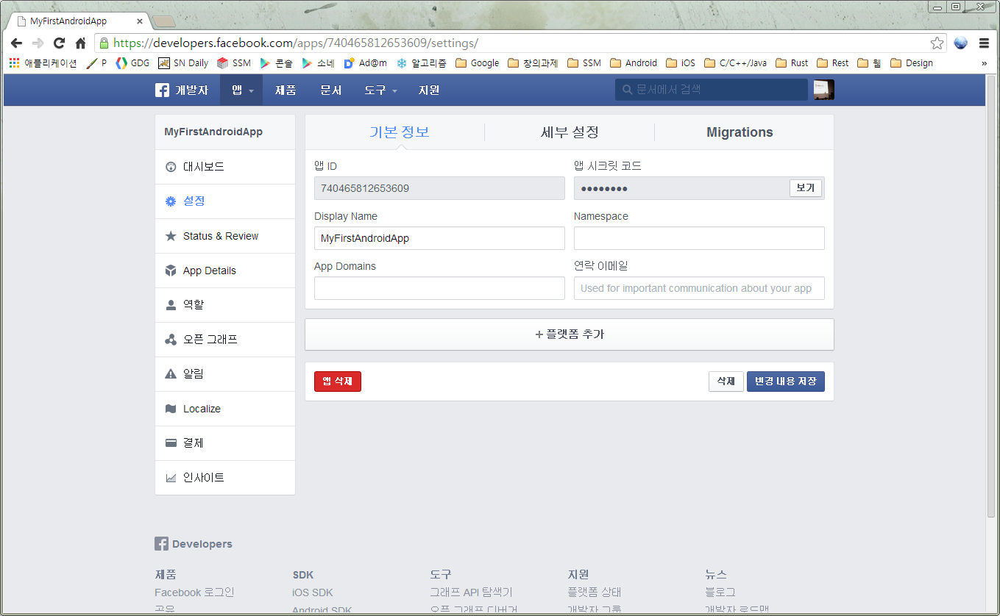 MyFirstAndroidApp
https://developers.facebook.com/apps/740465812653609/settings/
애플리케이션 P GDG SN Daily SSM 콘솔 소네 Ad@m 알고리즘 Google 창의과제 SSM Android iOS C/C++/Java Rust Rest 웹 Design »
개발자 앱 제품 문서 도구 지원 문서에서 검색
MyFirstAndroidApp
대시보드
설정
Status & Review
App Details
역할
오픈 그래프
알림
Localize
결제
인사이트
기본 정보 세부 설정 Migrations
앱 ID 앱 시크릿 코드
740465812653609 ●●●●●●●● 보기
Display Name Namespace
MyFirstAndroidApp
App Domains 연락 이메일
Used for important communication about your app
+ 플랫폼 추가
앱 삭제 삭제 변경 내용 저장
Developers
제품 SDK 도구 지원 뉴스
Facebook 로그인 iOS SDK 그래프 API 탐색기 플랫폼 상태 블로그
공유 Android SDK 오픈 그래프 디버거 개발자 그룹 개발자 로드맵